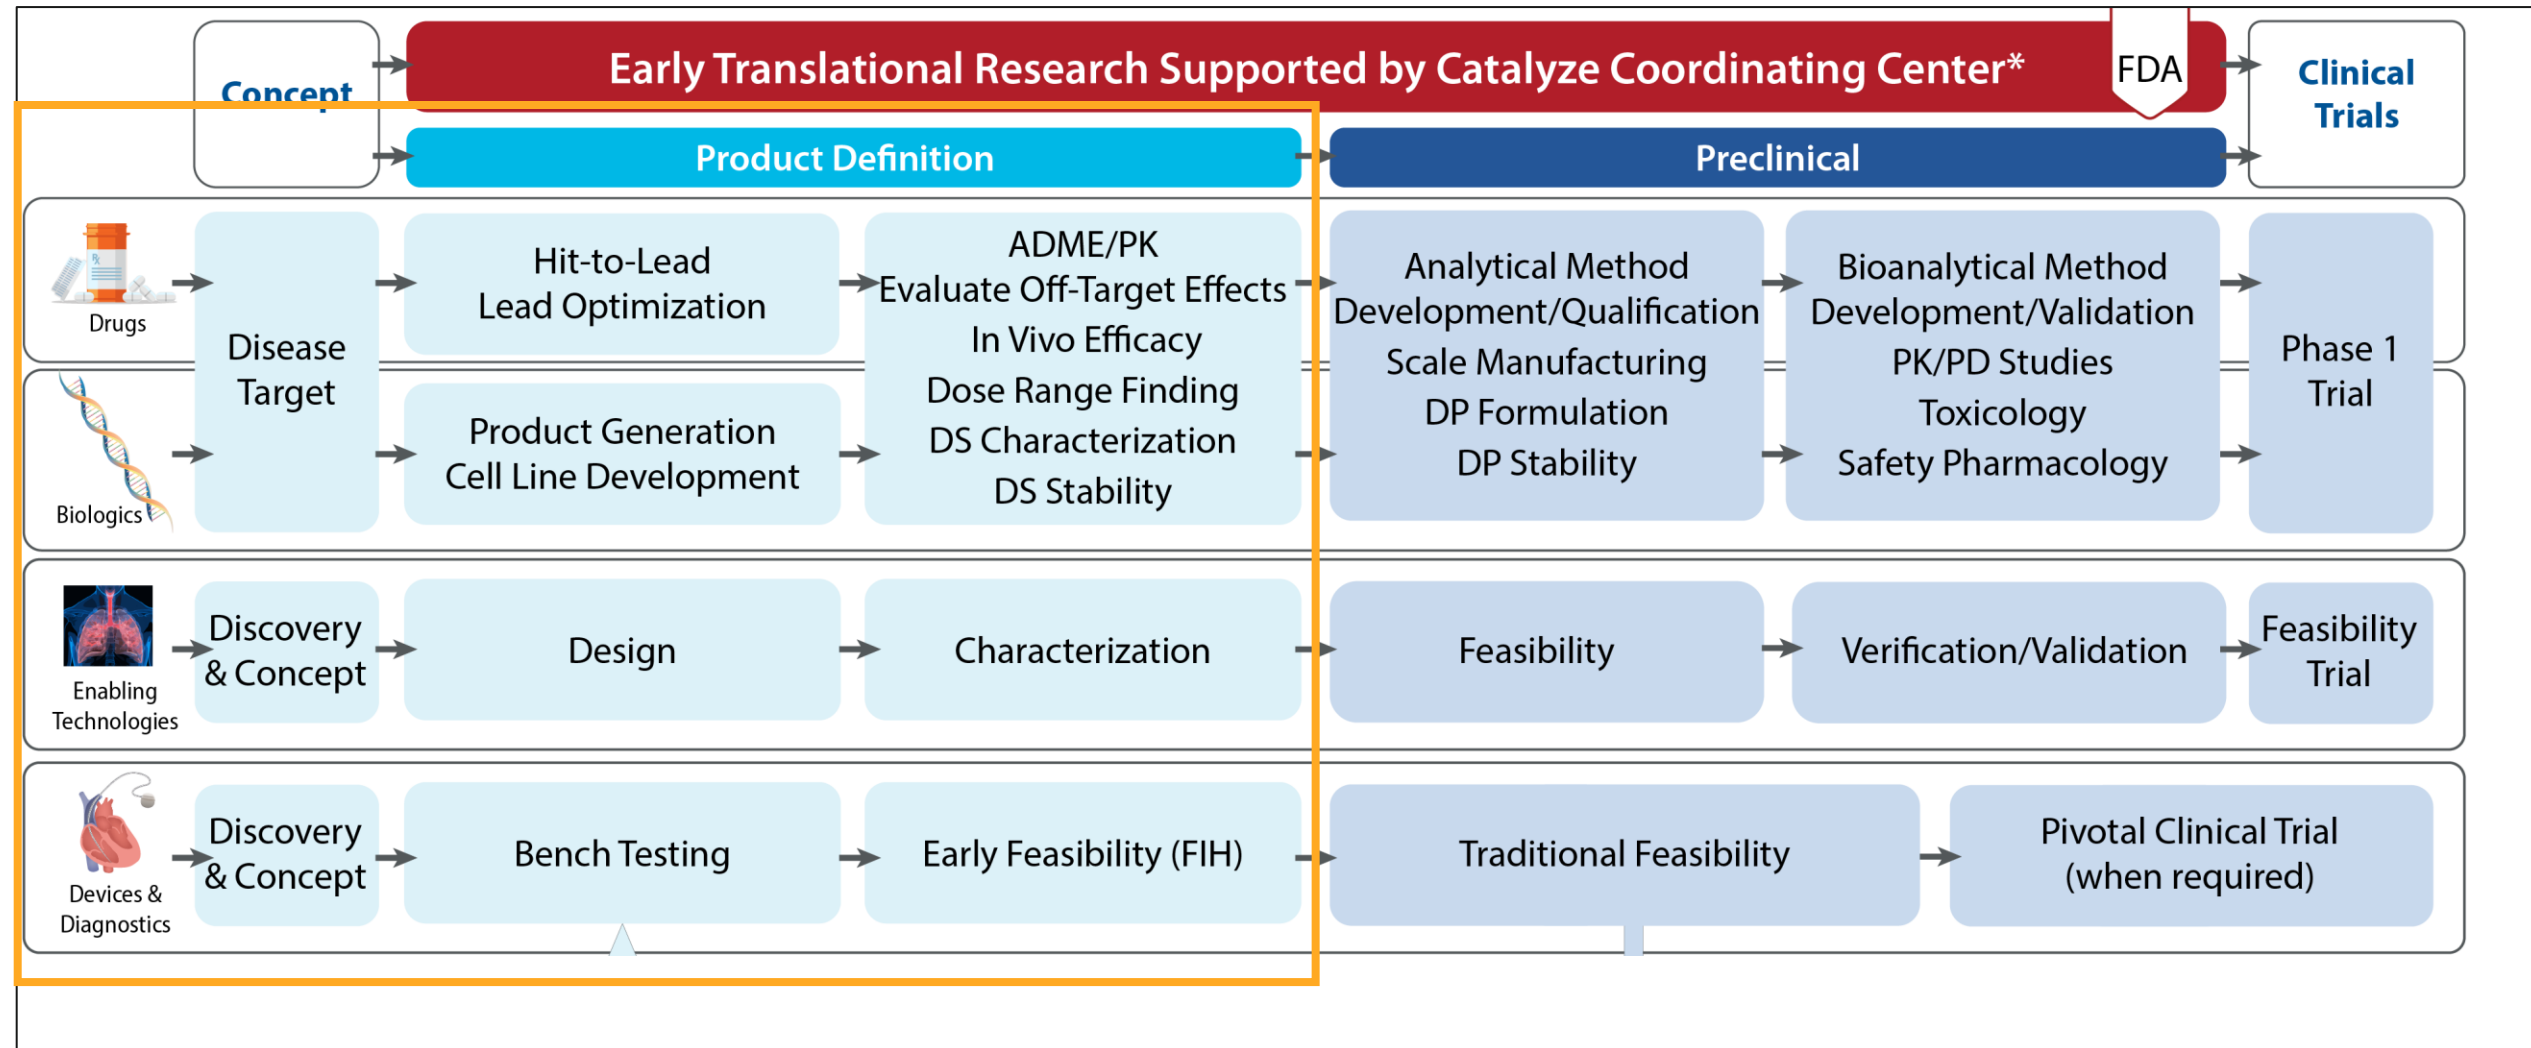 Concept
Early Translational Research Supported by Catalyze Coordinating Center*
FDA
Clinical
Trials
Product Definition
Preclinical
Drugs
Disease
Target
Hit-to-Lead
Lead Optimization
ADME/PK
Evaluate Off-Target Effects
In Vivo Efficacy
Dose Range Finding
DS Characterization
DS Stability
Analytical Method
Development/Qualification
Scale Manufacturing
DP Formulation
DP Stability
Bioanalytical Method
Development/Validation
PK/PD Studies
Toxicology
Safety Pharmacology
Phase 1
Trial
Biologics
Product Generation
Cell Line Development
Enabling
Technologies
Discovery
& Concept
Design
Characterization
Feasibility
Verification/Validation
Feasibility
Trial
Devices &
Diagnostics
Discovery
& Concept
Bench Testing
Early Feasibility (FIH)
Traditional Feasibility
Pivotal Clinical Trial
(when required)